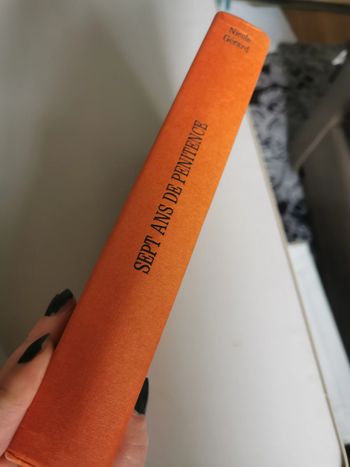 Nicole
Gérard
SEPT ANS DE PENITENCE